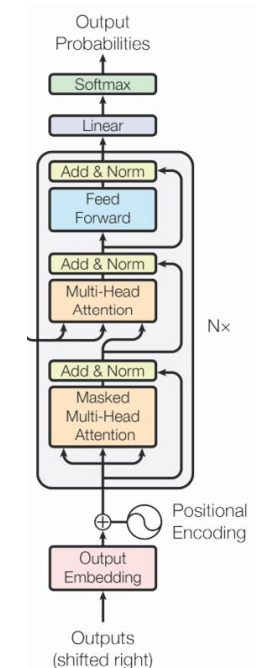 Output
Probabilities
Softmax
Linear
Add & Norm
Feed
Forward
Add & Norm
Multi-Head
Attention
N×
Add & Norm
Masked
Multi-Head
Attention
Positional
Encoding
Output
Embedding
Outputs
(shifted right)